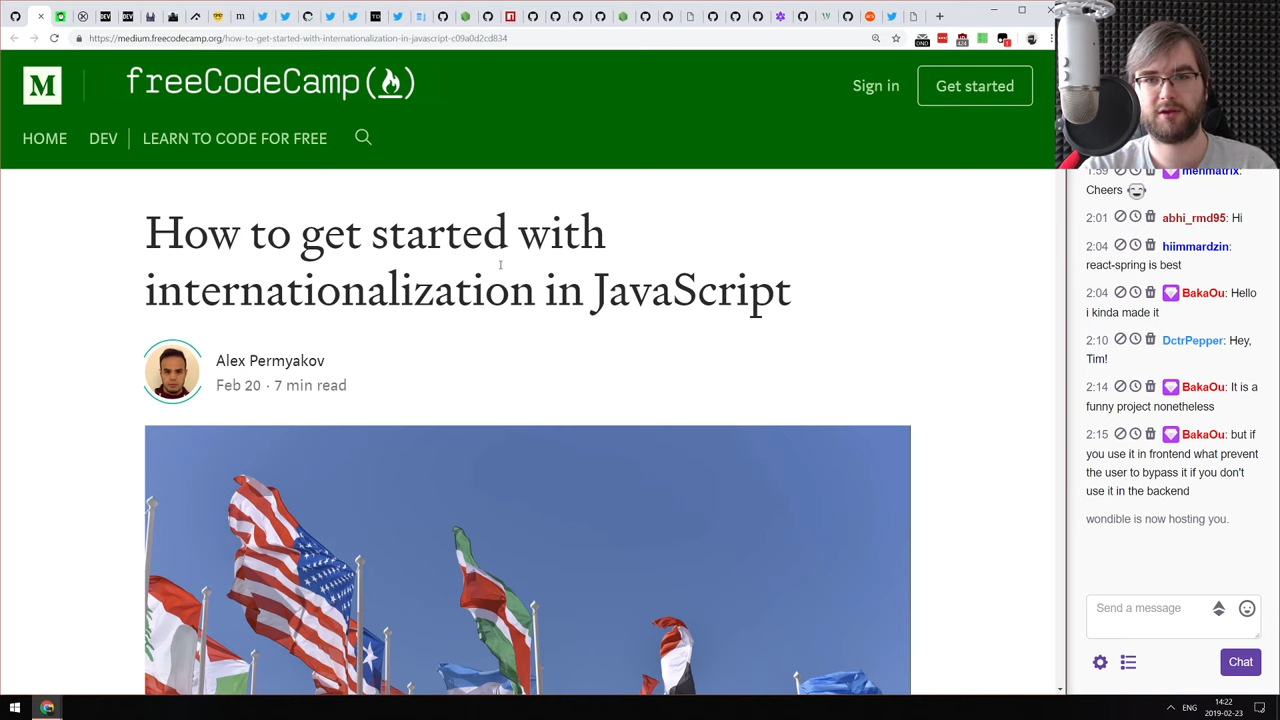 https://medium.freecodecamp.org/how-to-get-started-with-internationalization-in-javascript-c09a0d2cd834
M
freeCodeCamp
Sign in
Get started
HOME
DEV
LEARN TO CODE FOR FREE
How to get started with
internationalization in JavaScript
Alex Permyakov
Feb 20 · 7 min read
1:59 menmatrix:
Cheers
2:01 abhi_rmd95: Hi
2:04 hiimmardzin:
react-spring is best
2:04 BakaOu: Hello
i kinda made it
2:10 DctrPepper: Hey,
Tim!
2:14 BakaOu: It is a
funny project nonetheless
2:15 BakaOu: but if
you use it in frontend what prevent
the user to bypass it if you don't
use it in the backend
wondible is now hosting you.
Send a message
Chat
ENG
14:22
2019-02-23